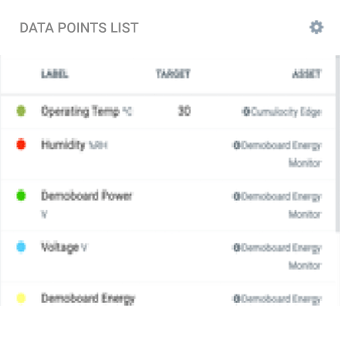 DATA POINTS LIST
LABEL TARGET ASSET
Operating Temp °C 30 Cumulocity Edge
Humidity %RH Demoboard Energy
Monitor
Demoboard Power Demoboard Energy
V Monitor
Voltage V Demoboard Energy
Monitor
Demoboard Energy Demoboard Energy